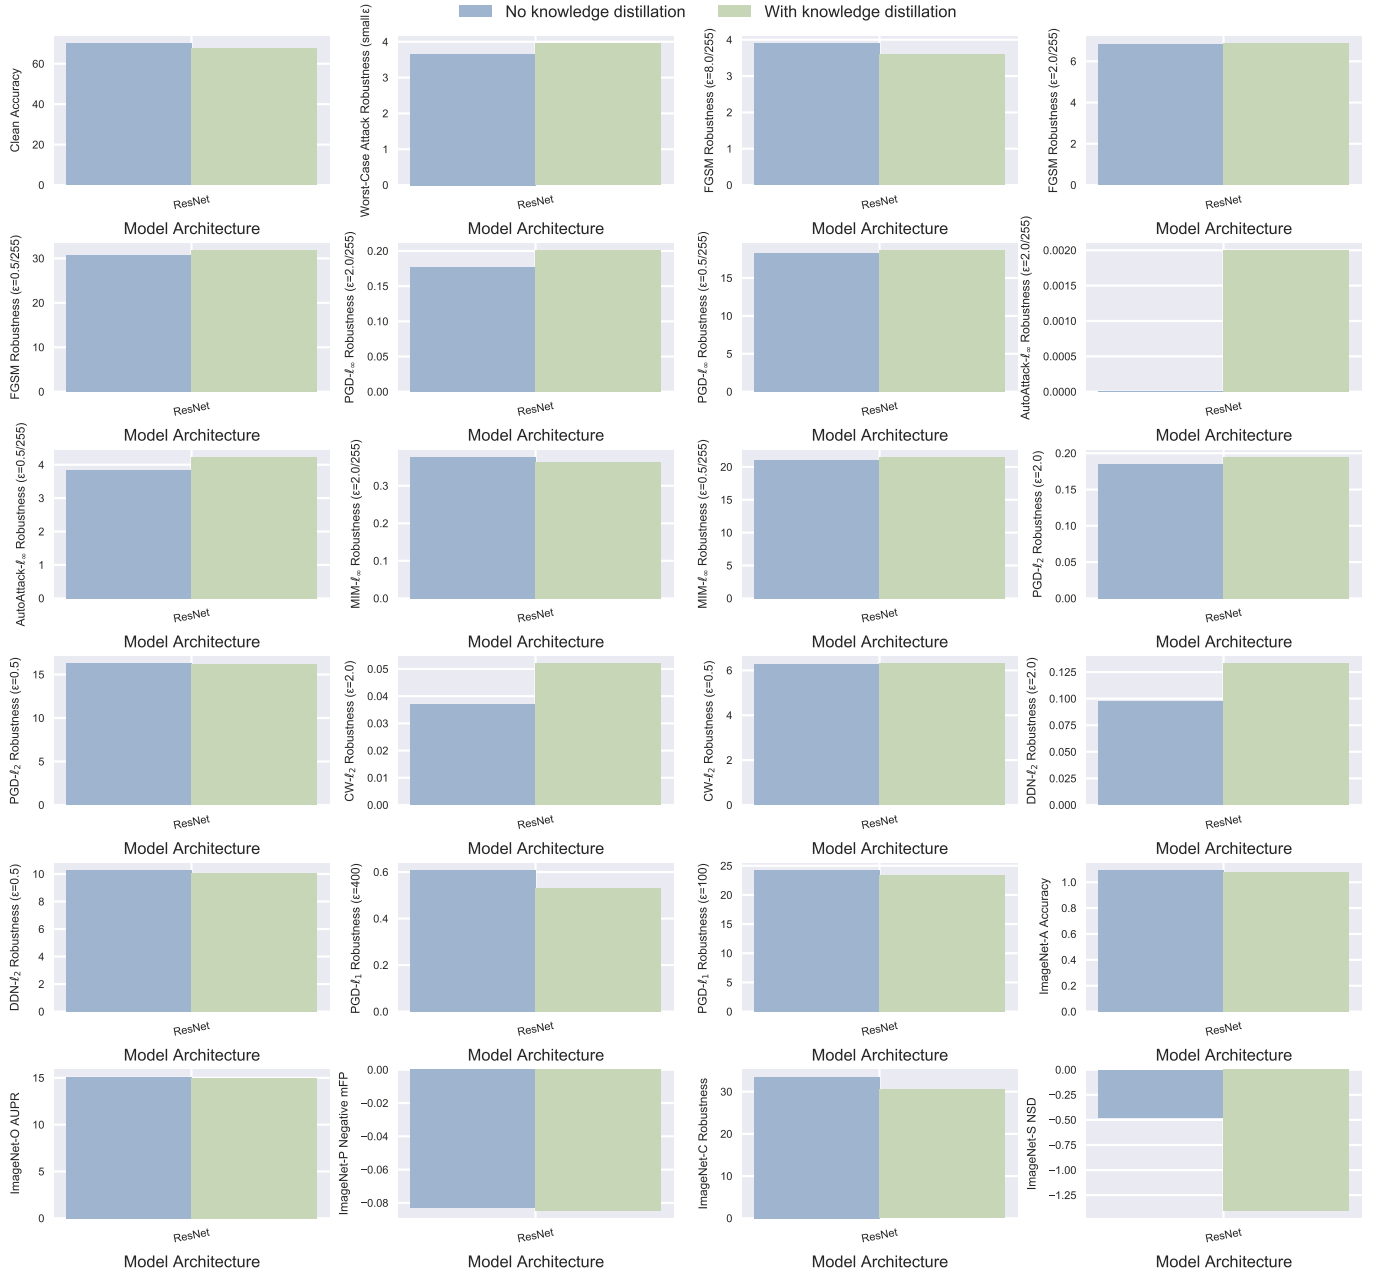 No knowledge distillation
With knowledge distillation
Clean Accuracy
60
40
20
0
ResNet
Model Architecture
Worst-Case Attack Robustness (small ε)
4
3
2
1
0
ResNet
Model Architecture
FGSM Robustness (ε=8.0/255)
4
3
2
1
0
ResNet
Model Architecture
FGSM Robustness (ε=2.0/255)
6
4
2
0
ResNet
Model Architecture
FGSM Robustness (ε=0.5/255)
30
20
10
0
ResNet
Model Architecture
PGD-ℓ∞ Robustness (ε=2.0/255)
0.20
0.15
0.10
0.05
0.00
ResNet
Model Architecture
PGD-ℓ∞ Robustness (ε=0.5/255)
15
10
5
0
ResNet
Model Architecture
AutoAttack-ℓ∞ Robustness (ε=2.0/255)
0.0020
0.0015
0.0010
0.0005
0.0000
ResNet
Model Architecture
AutoAttack-ℓ∞ Robustness (ε=0.5/255)
4
3
2
1
0
ResNet
Model Architecture
MIM-ℓ∞ Robustness (ε=2.0/255)
0.3
0.2
0.1
0.0
ResNet
Model Architecture
MIM-ℓ∞ Robustness (ε=0.5/255)
20
15
10
5
0
ResNet
Model Architecture
PGD-ℓ₂ Robustness (ε=2.0)
0.20
0.15
0.10
0.05
0.00
ResNet
Model Architecture
PGD-ℓ₂ Robustness (ε=0.5)
15
10
5
0
ResNet
Model Architecture
CW-ℓ₂ Robustness (ε=2.0)
0.05
0.04
0.03
0.02
0.01
0.00
ResNet
Model Architecture
CW-ℓ₂ Robustness (ε=0.5)
6
4
2
0
ResNet
Model Architecture
DDN-ℓ₂ Robustness (ε=2.0)
0.125
0.100
0.075
0.050
0.025
0.000
ResNet
Model Architecture
DDN-ℓ₂ Robustness (ε=0.5)
10
8
6
4
2
0
ResNet
Model Architecture
PGD-ℓ₁ Robustness (ε=400)
0.6
0.4
0.2
0.0
ResNet
Model Architecture
PGD-ℓ₁ Robustness (ε=100)
25
20
15
10
5
0
ResNet
Model Architecture
ImageNet-A Accuracy
1.0
0.8
0.6
0.4
0.2
0.0
ResNet
Model Architecture
ImageNet-O AUPR
15
10
5
0
ResNet
Model Architecture
ImageNet-P Negative mFP
0.00
−0.02
−0.04
−0.06
−0.08
ResNet
Model Architecture
ImageNet-C Robustness
30
20
10
0
ResNet
Model Architecture
ImageNet-S NSD
0.00
−0.25
−0.50
−0.75
−1.00
−1.25
ResNet
Model Architecture